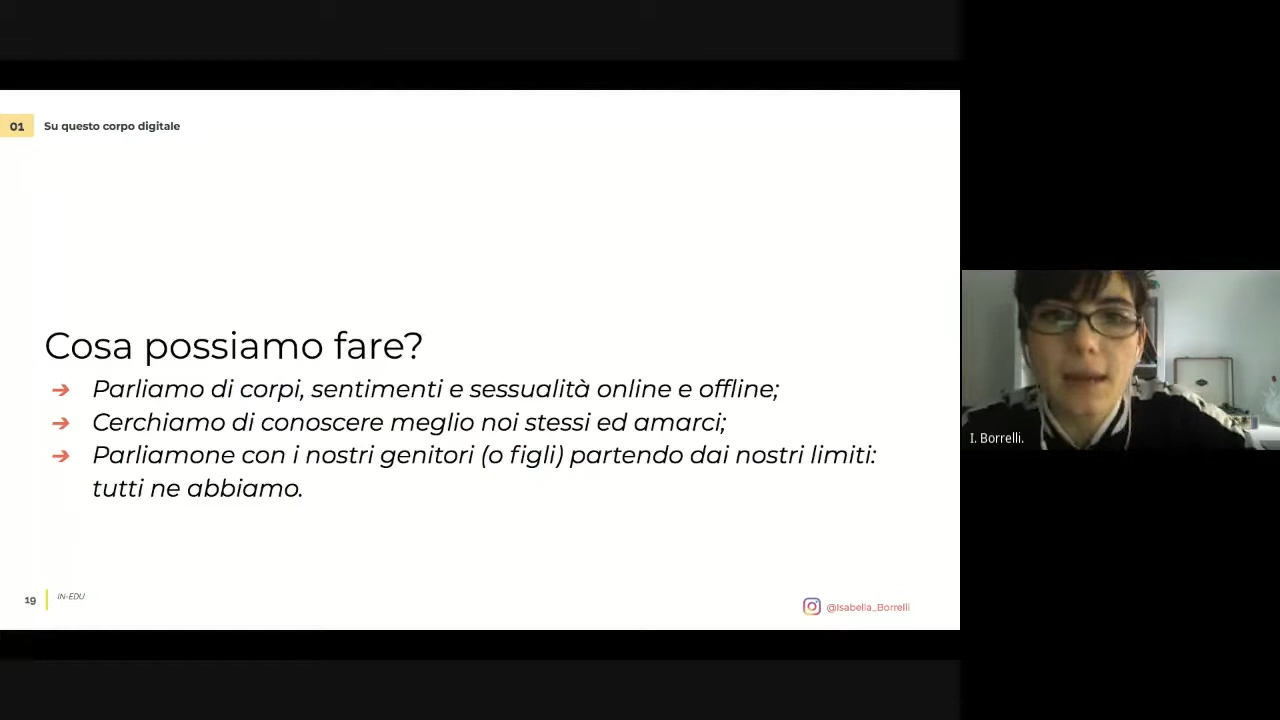 01 Su questo corpo digitale
Cosa possiamo fare?
➔ Parliamo di corpi, sentimenti e sessualità online e offline;
➔ Cerchiamo di conoscere meglio noi stessi ed amarci;
➔ Parliamone con i nostri genitori (o figli) partendo dai nostri limiti:
tutti ne abbiamo.
I. Borrelli.
19 IN-EDU
@Isabella_Borrelli